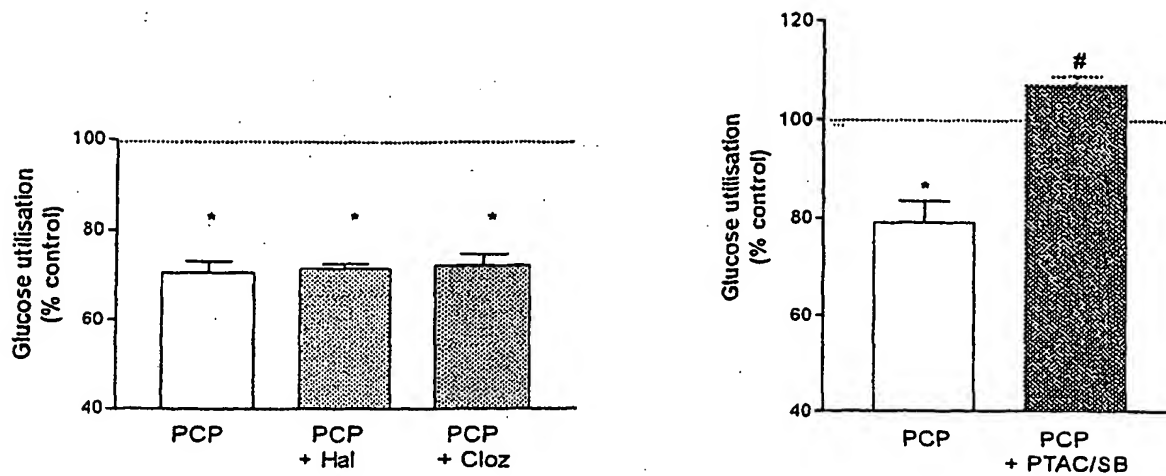 Glucose utilisation
(% control)
100
80
60
40
*
*
*
PCP
PCP
+ Hal
PCP
+ Cloz
Glucose utilisation
(% control)
120
100
80
60
40
*
#
PCP
PCP
+ PTAC/SB